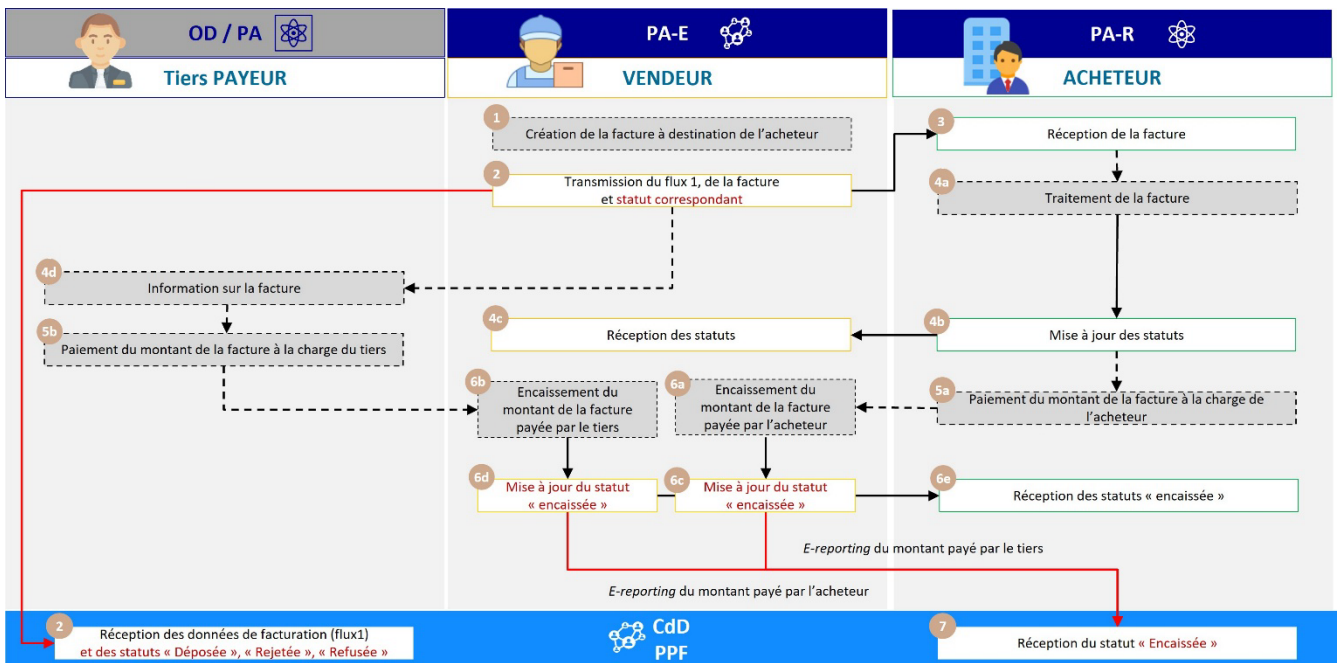 OD / PA
PA-E
PA-R
Tiers PAYEUR
VENDEUR
ACHETEUR
1
Création de la facture à destination de l'acheteur
3
Réception de la facture
2
Transmission du flux 1, de la facture
et statut correspondant
4a
Traitement de la facture
4d
Information sur la facture
5b
Paiement du montant de la facture à la charge du tiers
4c
Réception des statuts
4b
Mise à jour des statuts
6b
Encaissement du
montant de la facture
payée par le tiers
6a
Encaissement du
montant de la facture
payée par l'acheteur
5a
Paiement du montant de la facture à la charge de
l'acheteur
6d
Mise à jour du statut
« encaissée »
6c
Mise à jour du statut
« encaissée »
6e
Réception des statuts « encaissée »
E-reporting du montant payé par le tiers
E-reporting du montant payé par l'acheteur
2
Réception des données de facturation (flux1)
et des statuts « Déposée », « Rejetée », « Refusée »
CdD
PPF
7
Réception du statut « Encaissée »